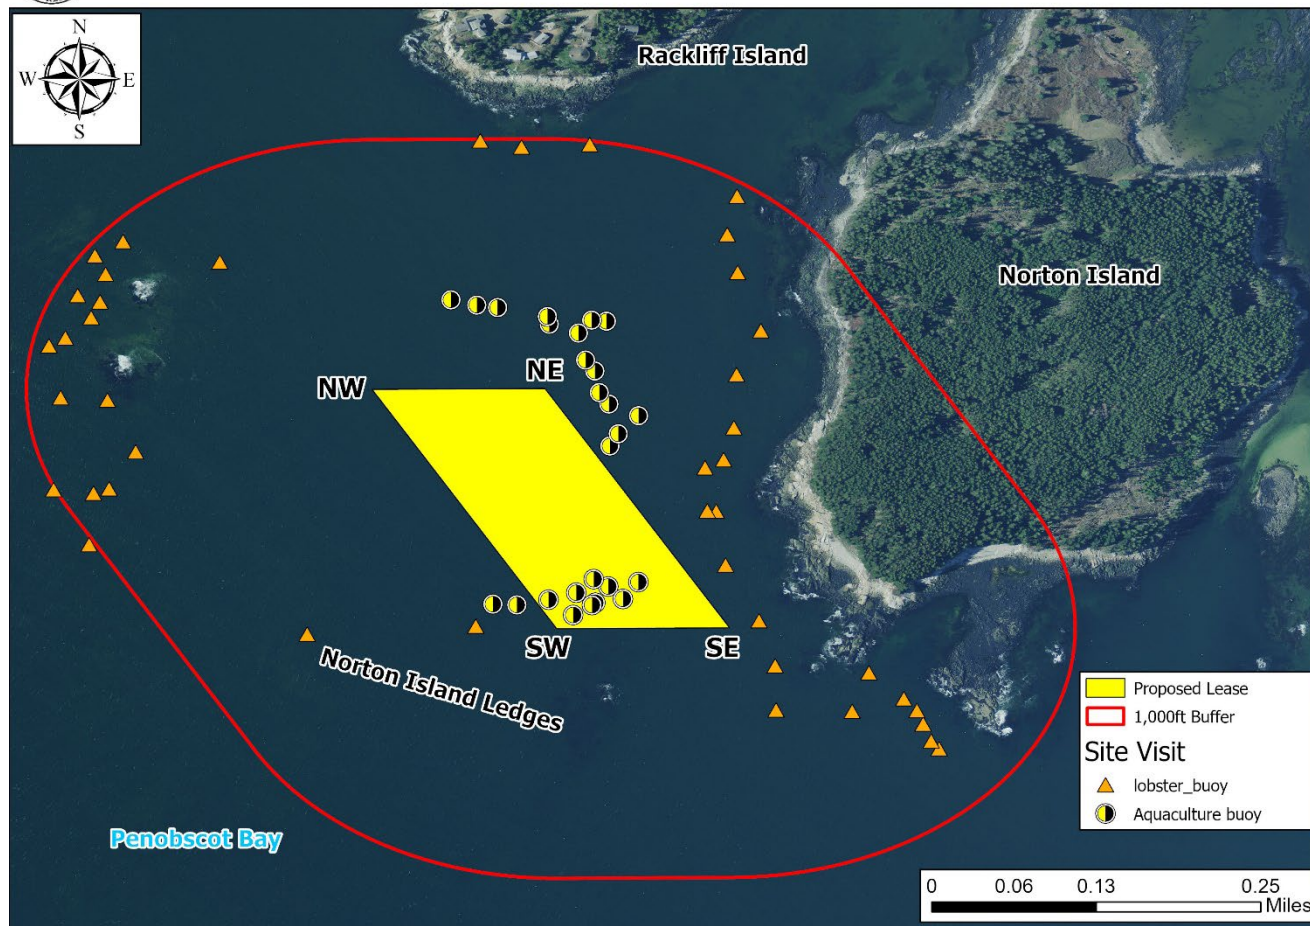 N
W
E
S
Rackliff Island
Norton Island
NW
NE
SW
SE
Norton Island Ledges
Penobscot Bay
Proposed Lease
1,000ft Buffer
Site Visit
lobster_buoy
Aquaculture buoy
0 0.06 0.13 0.25
Miles